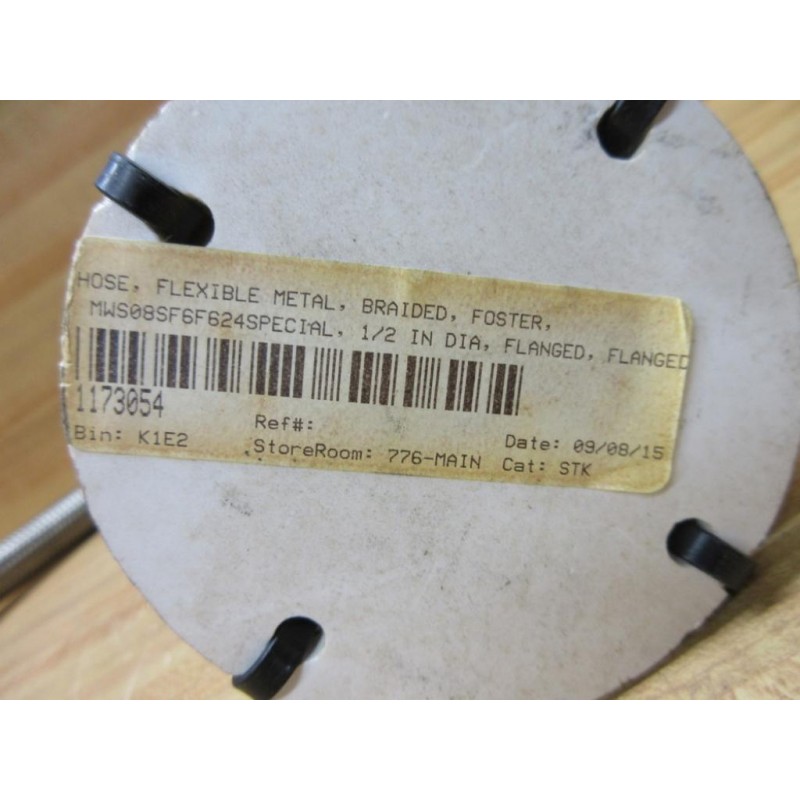 HOSE, FLEXIBLE METAL, BRAIDED, FOSTER,
MWS08SF6F624SPECIAL, 1/2 IN DIA, FLANGED, FLANGED
1173054
Ref#:
Bin: K1E2 StoreRoom: 776-MAIN Cat: STK
Date: 09/08/15